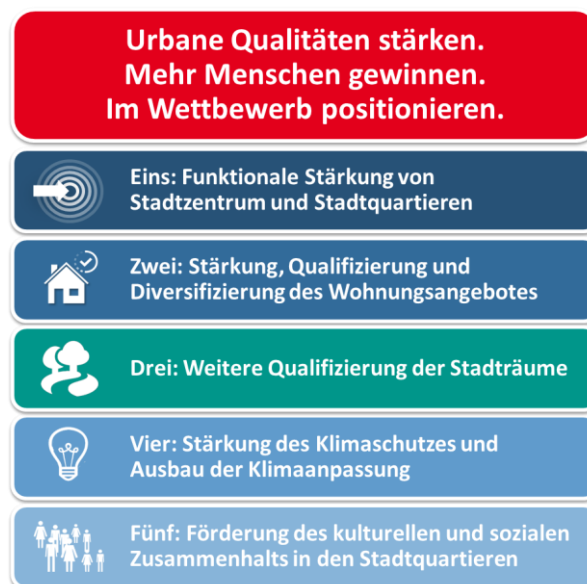 Urbane Qualitäten stärken.
Mehr Menschen gewinnen.
Im Wettbewerb positionieren.
Eins: Funktionale Stärkung von
Stadtzentrum und Stadtquartieren
Zwei: Stärkung, Qualifizierung und
Diversifizierung des Wohnungsangebotes
Drei: Weitere Qualifizierung der Stadträume
Vier: Stärkung des Klimaschutzes und
Ausbau der Klimaanpassung
Fünf: Förderung des kulturellen und sozialen
Zusammenhalts in den Stadtquartieren